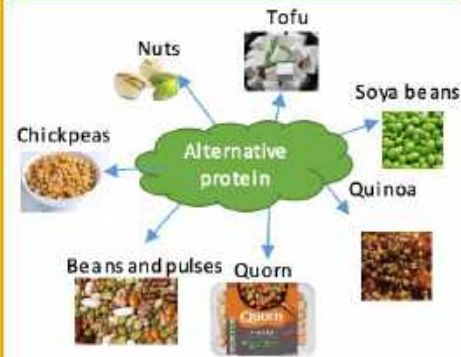 Tofu
Nuts
Soya beans
Chickpeas
Alternative
protein
Quinoa
Beans and pulses
Quorn
Quorn